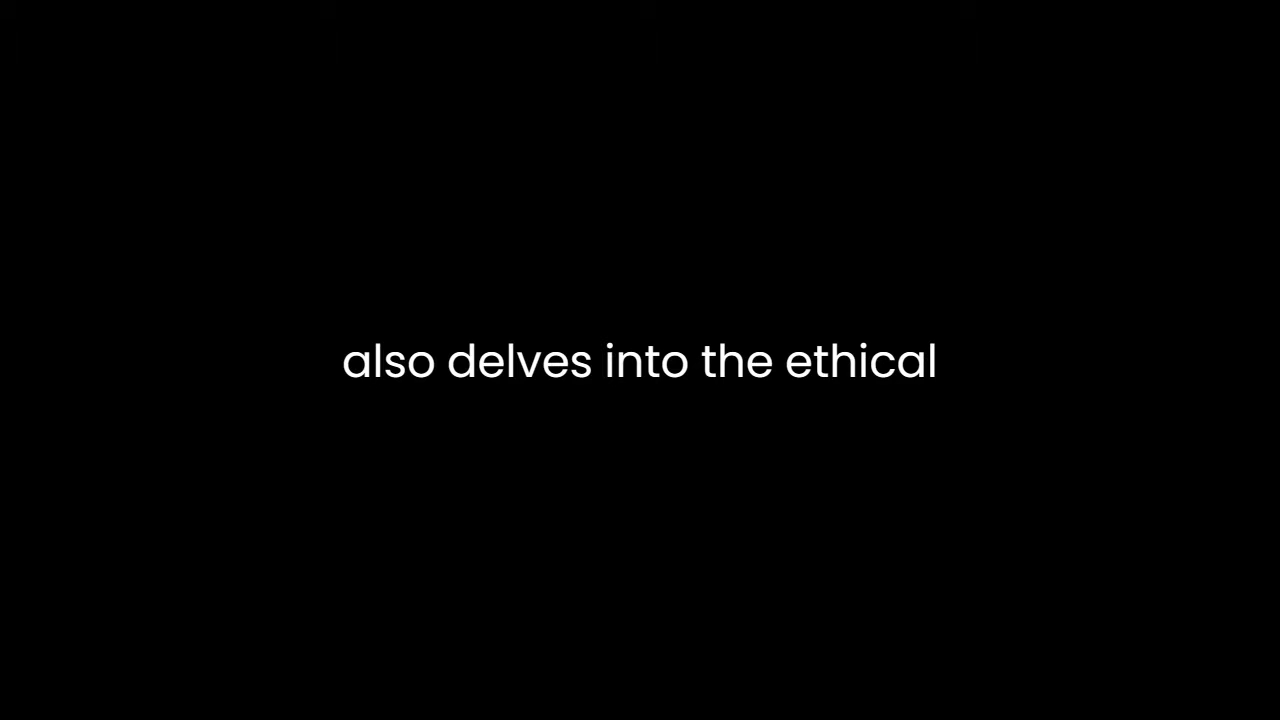 also delves into the ethical